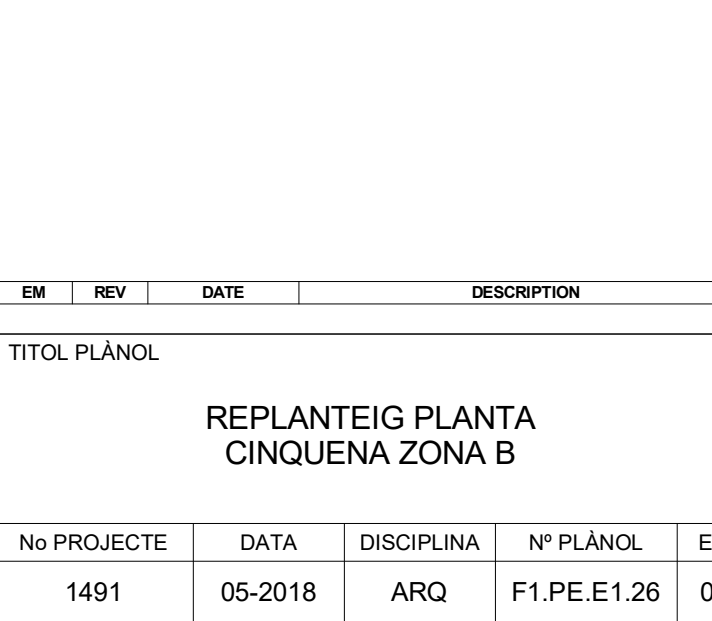 EM REV DATE DESCRIPTION
TITOL PLÀNOL
REPLANTEIG PLANTA
CINQUENA ZONA B
No PROJECTE DATA DISCIPLINA Nº PLÀNOL
1491 05-2018 ARQ F1.PE.E1.26